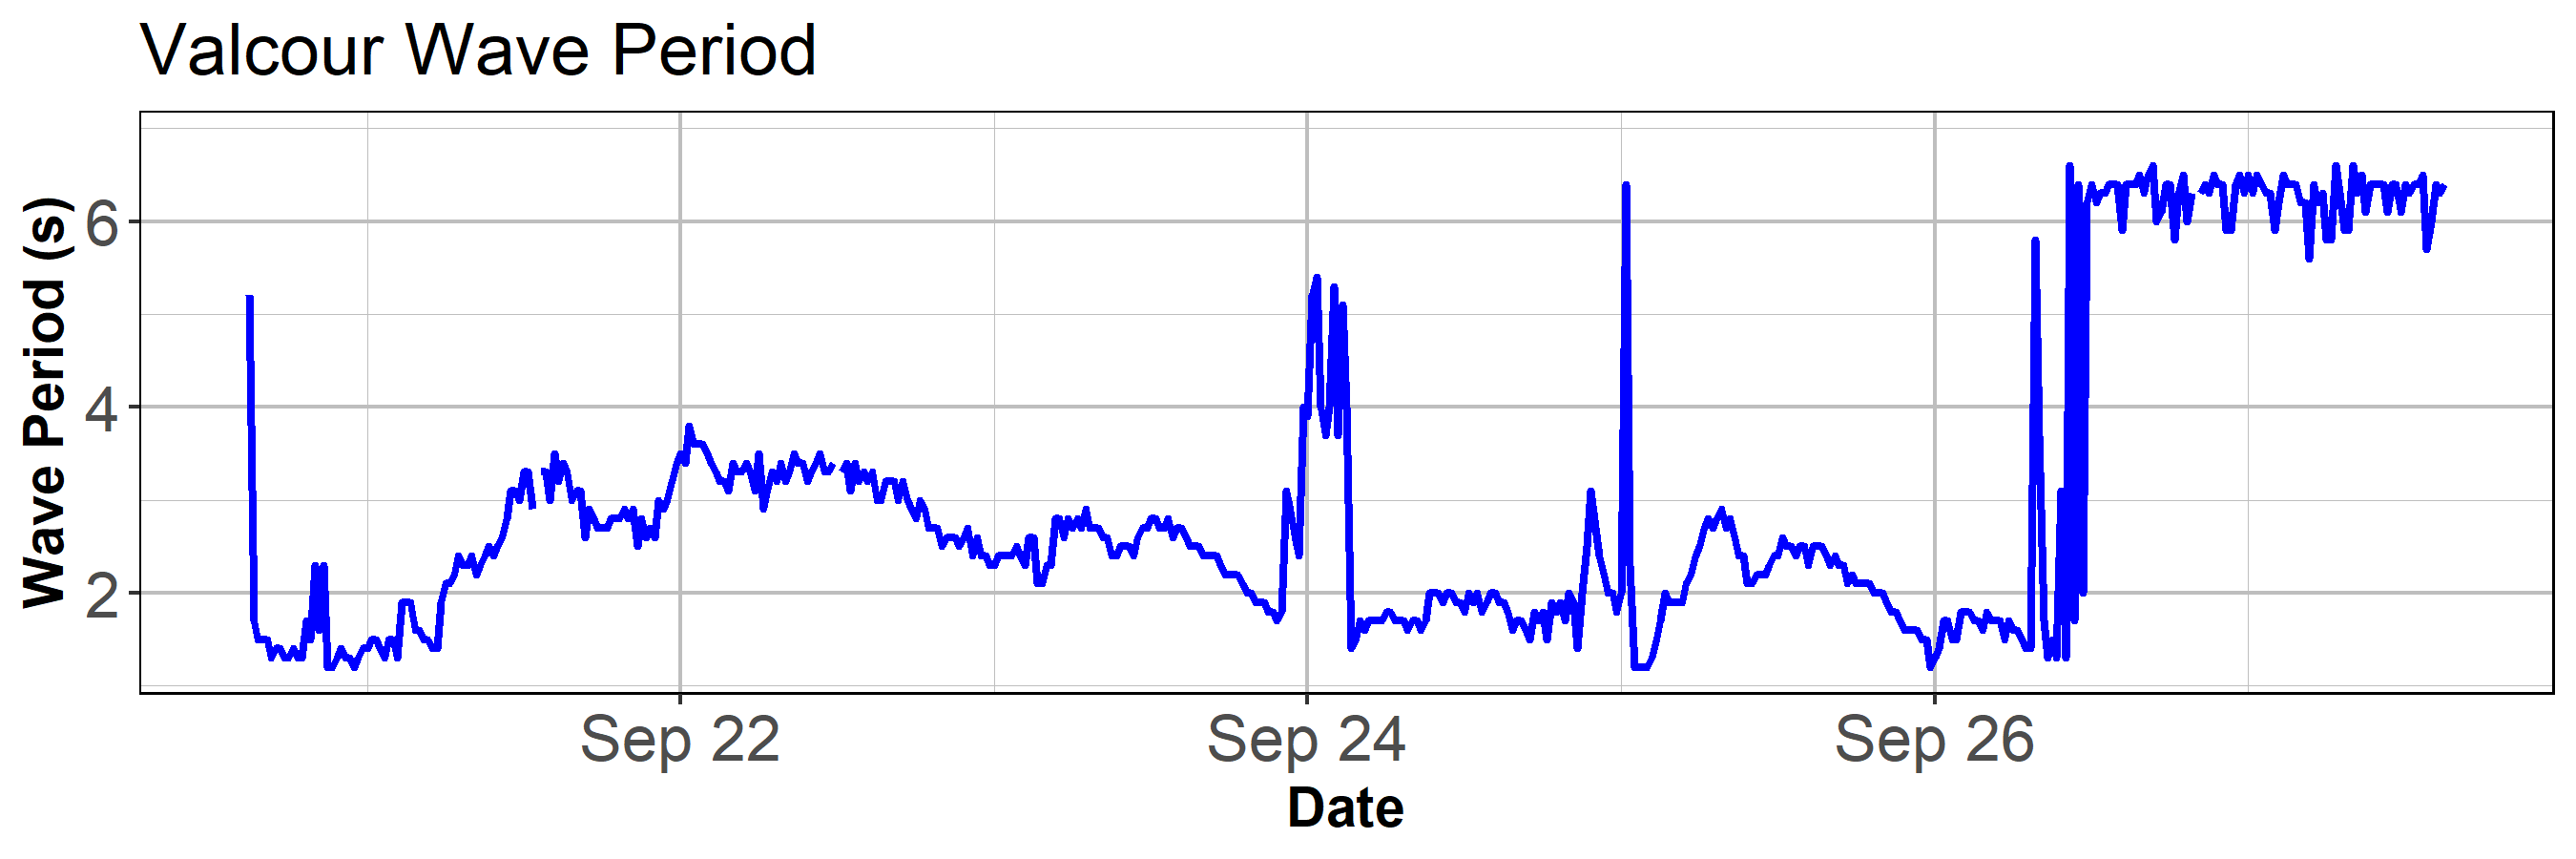 Valcour Wave Period
Wave Period (s)
6
4
2
Sep 22
Sep 24
Sep 26
Date